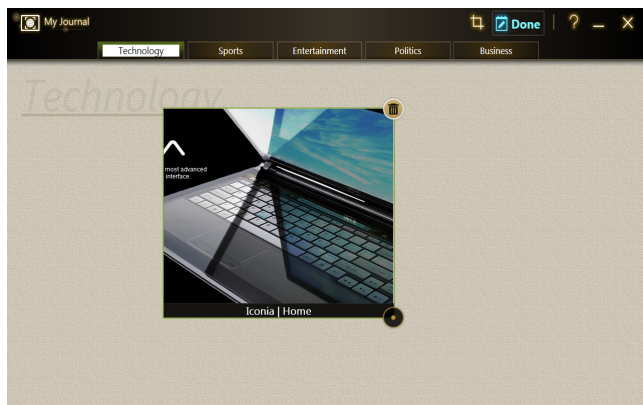 My Journal
Done
?
Technology
Sports
Entertainment
Politics
Business
Technology
most advanced
interface.
Iconia | Home